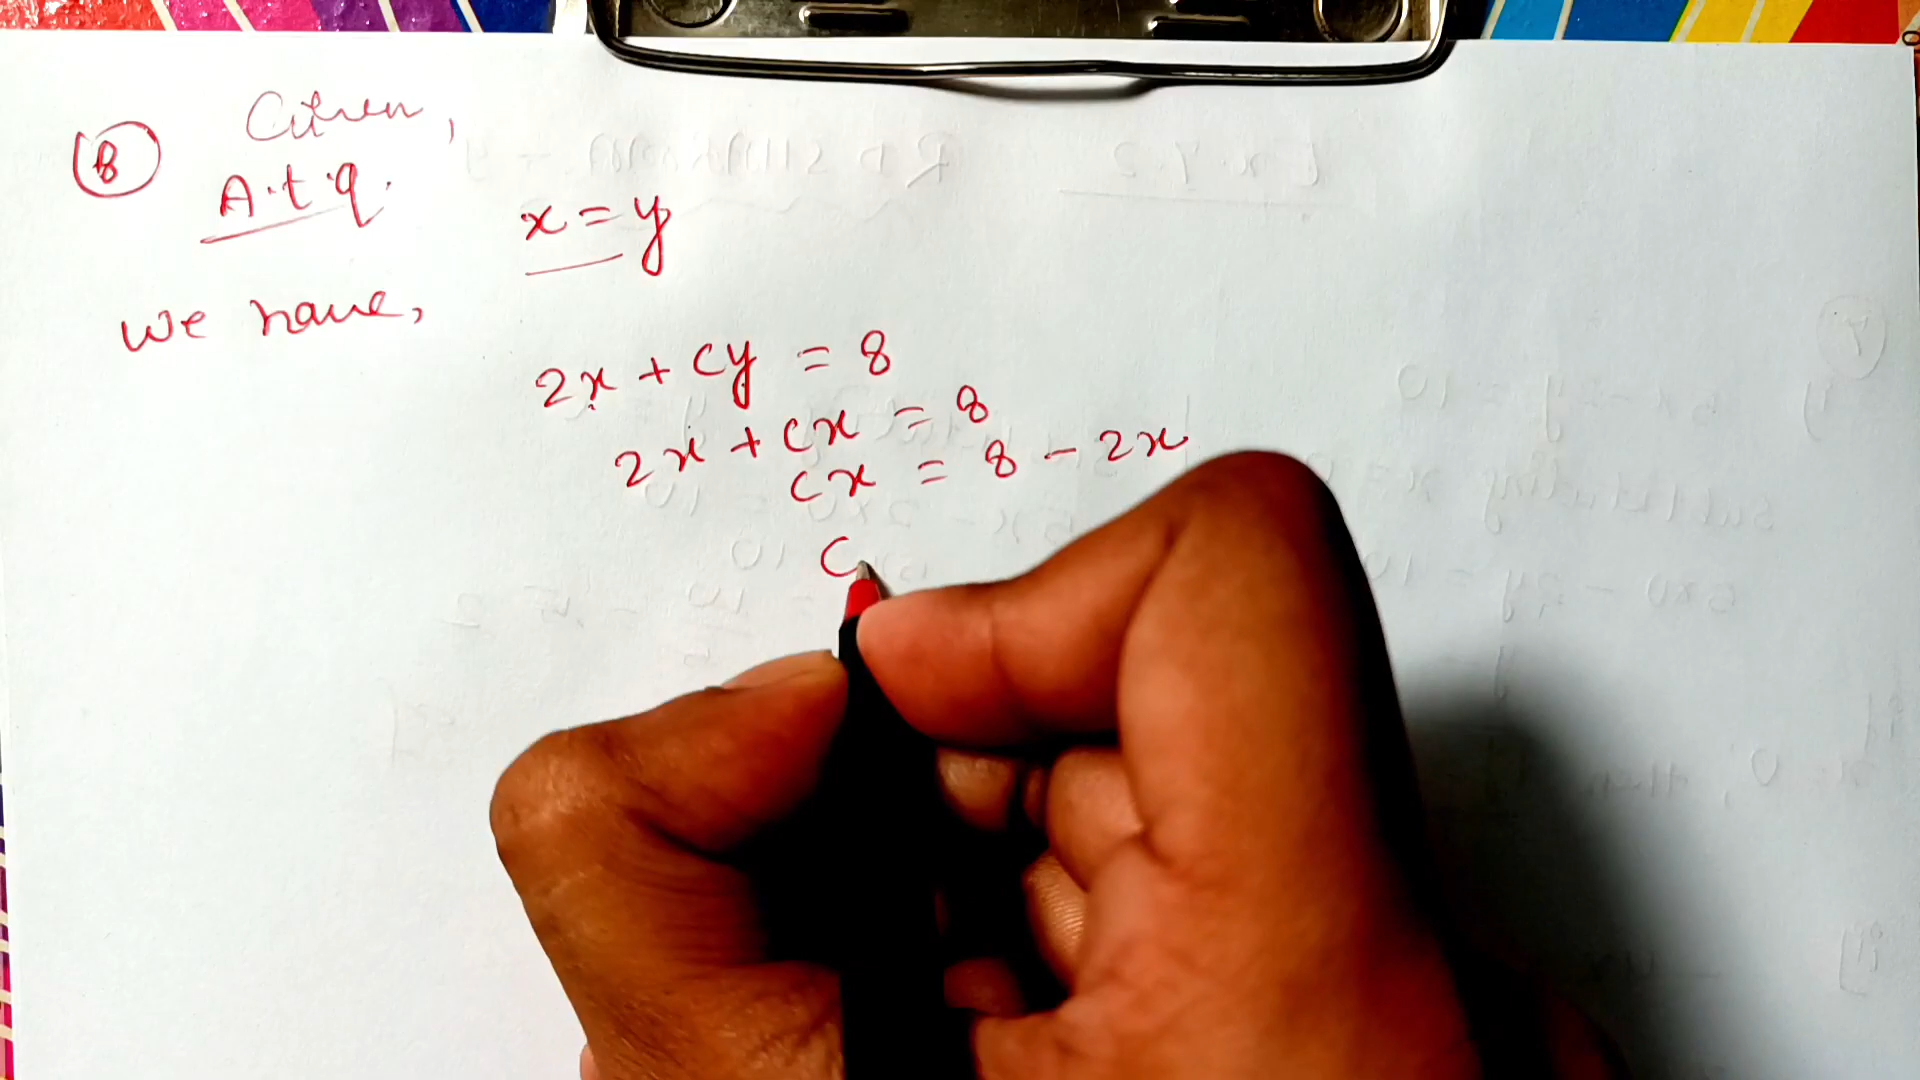 8 Given,
A.t.q.
x = y
we have,
2x + cy = 8
2x + cx = 8
cx = 8 - 2x
c